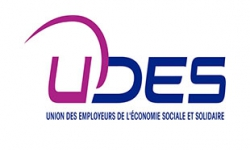 UDES
UNION DES EMPLOYEURS DE L'ÉCONOMIE SOCIALE ET SOLIDAIRE